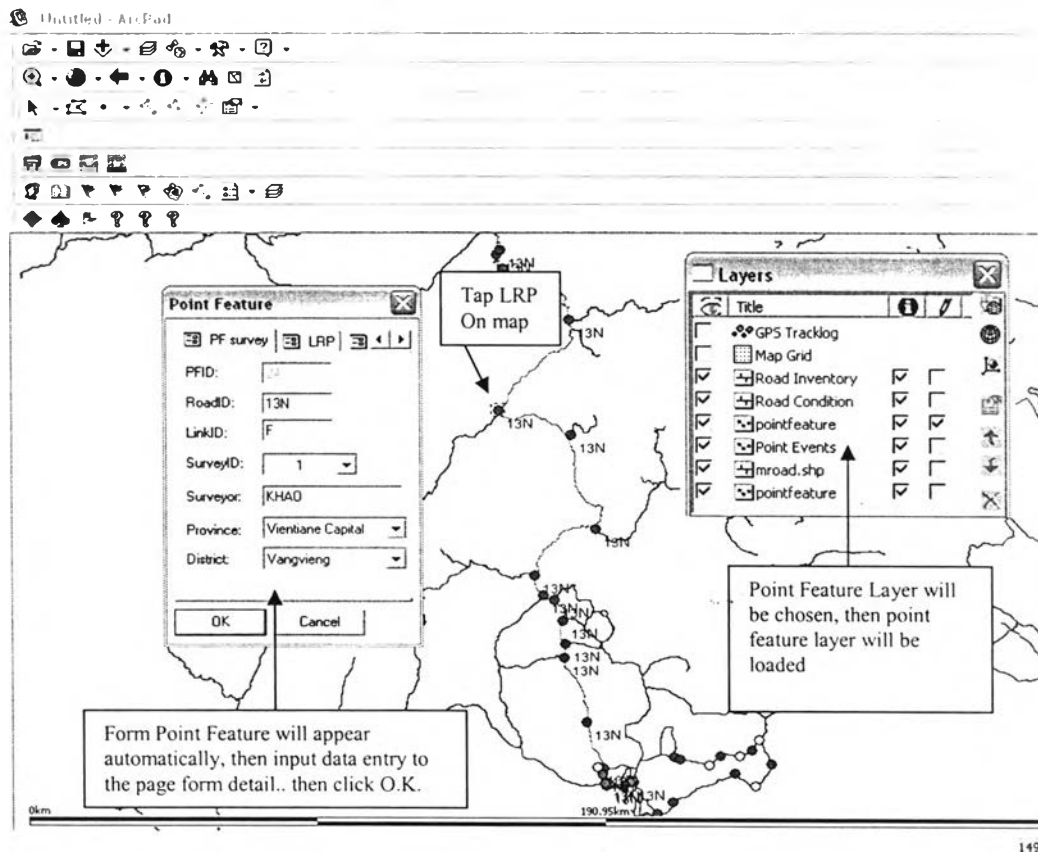 Untitled - ArcPad
13N
Tap LRP
On map
13N
13N
13N
13N
13N
13N
13N
13N
13N
13N
13N
13N
13N
Point Feature
PF survey
LRP
PFID:
RoadID:
13N
LinkID:
F
SurveyID:
1
Surveyor:
KHAO
Province:
Vientiane Capital
District:
Vangvieng
OK
Cancel
Layers
Title
GPS Tracklog
Map Grid
Road Inventory
Road Condition
pointfeature
Point Events
mroad.shp
pointfeature
Point Feature Layer will
be chosen, then point
feature layer will be
loaded
Form Point Feature will appear
automatically, then input data entry to
the page form detail.. then click O.K.
0km
190.95km
149